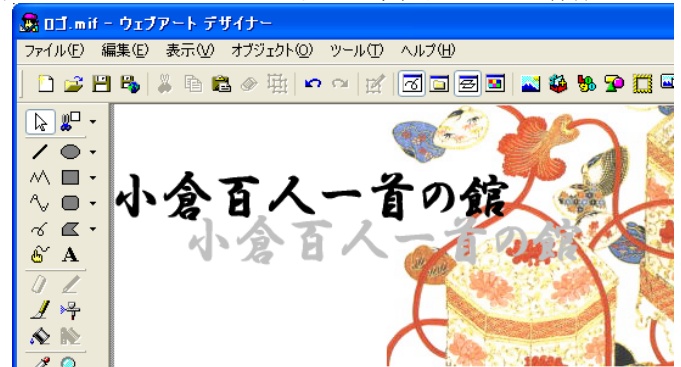 ロゴ.mif - ウェブアート デザイナー
ファイル(F) 編集(E) 表示(V) オブジェクト(O) ツール(T) ヘルプ(H)
A
小倉百人一首の館
小倉百人一首の館